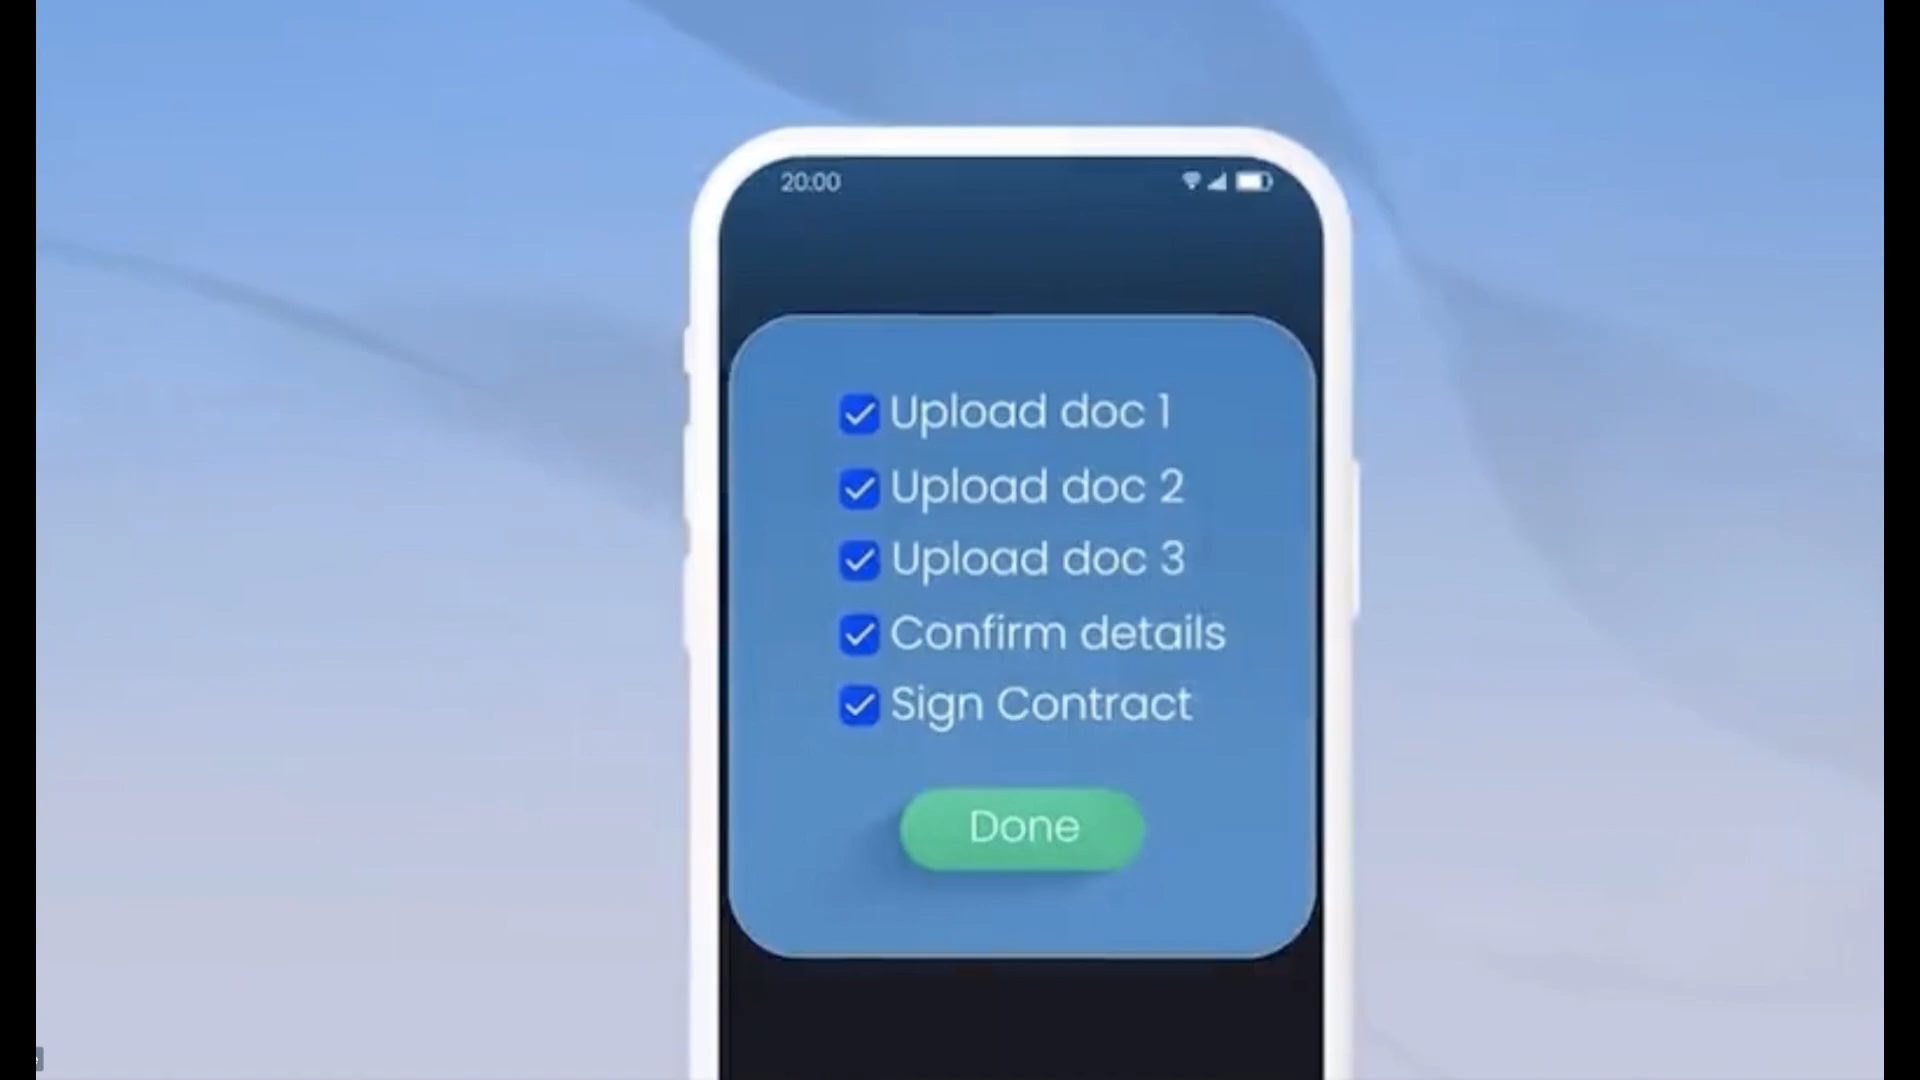 20:00
Upload doc 1
Upload doc 2
Upload doc 3
Confirm details
Sign Contract
Done